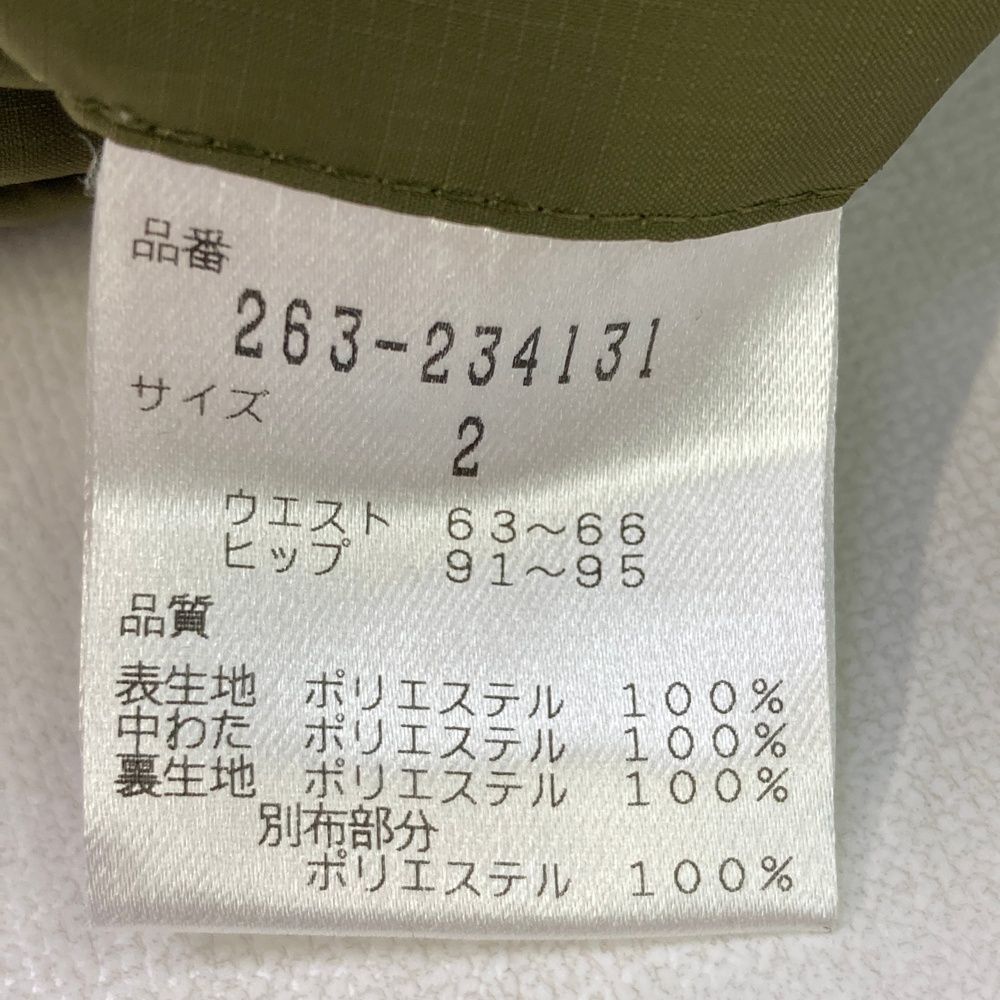 品番
263-234131
サイズ
2
ウエスト 63～66
ヒップ 91～95
品質
表生地 ポリエステル 100%
中わた ポリエステル 100%
裏生地 ポリエステル 100%
別布部分
ポリエステル 100%